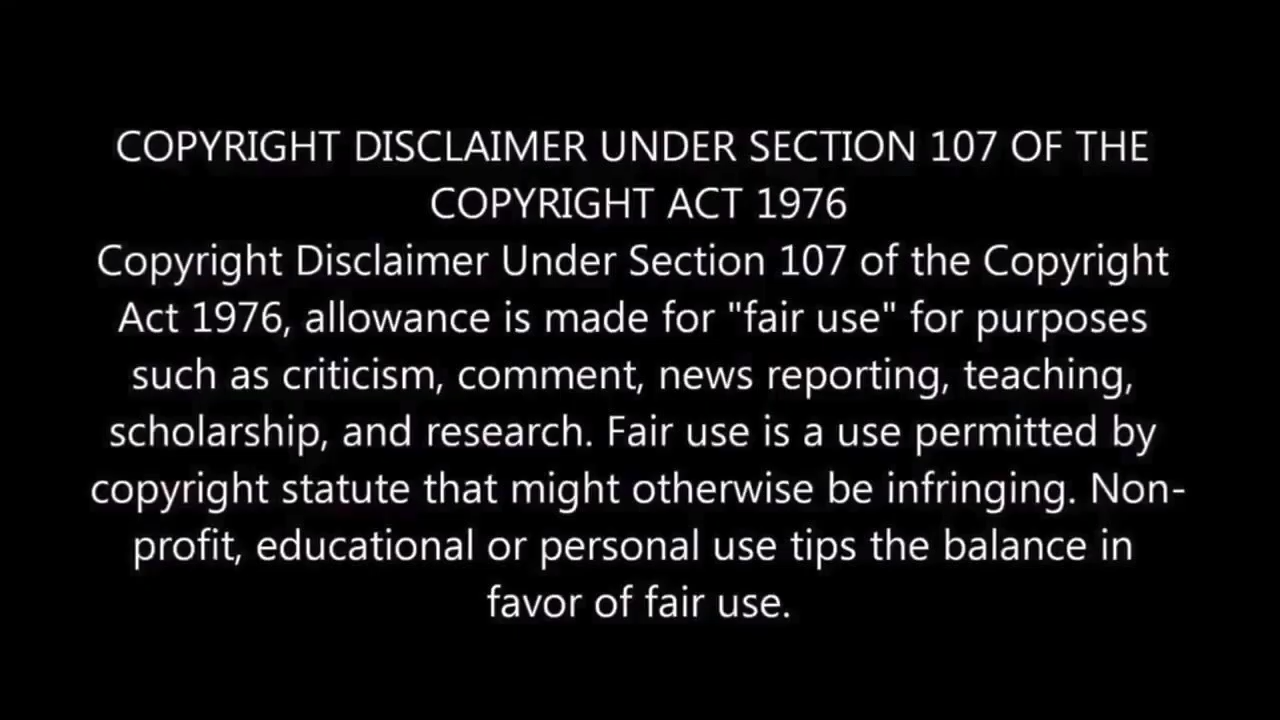 COPYRIGHT DISCLAIMER UNDER SECTION 107 OF THE
COPYRIGHT ACT 1976
Copyright Disclaimer Under Section 107 of the Copyright
Act 1976, allowance is made for "fair use" for purposes
such as criticism, comment, news reporting, teaching,
scholarship, and research. Fair use is a use permitted by
copyright statute that might otherwise be infringing. Non-
profit, educational or personal use tips the balance in
favor of fair use.